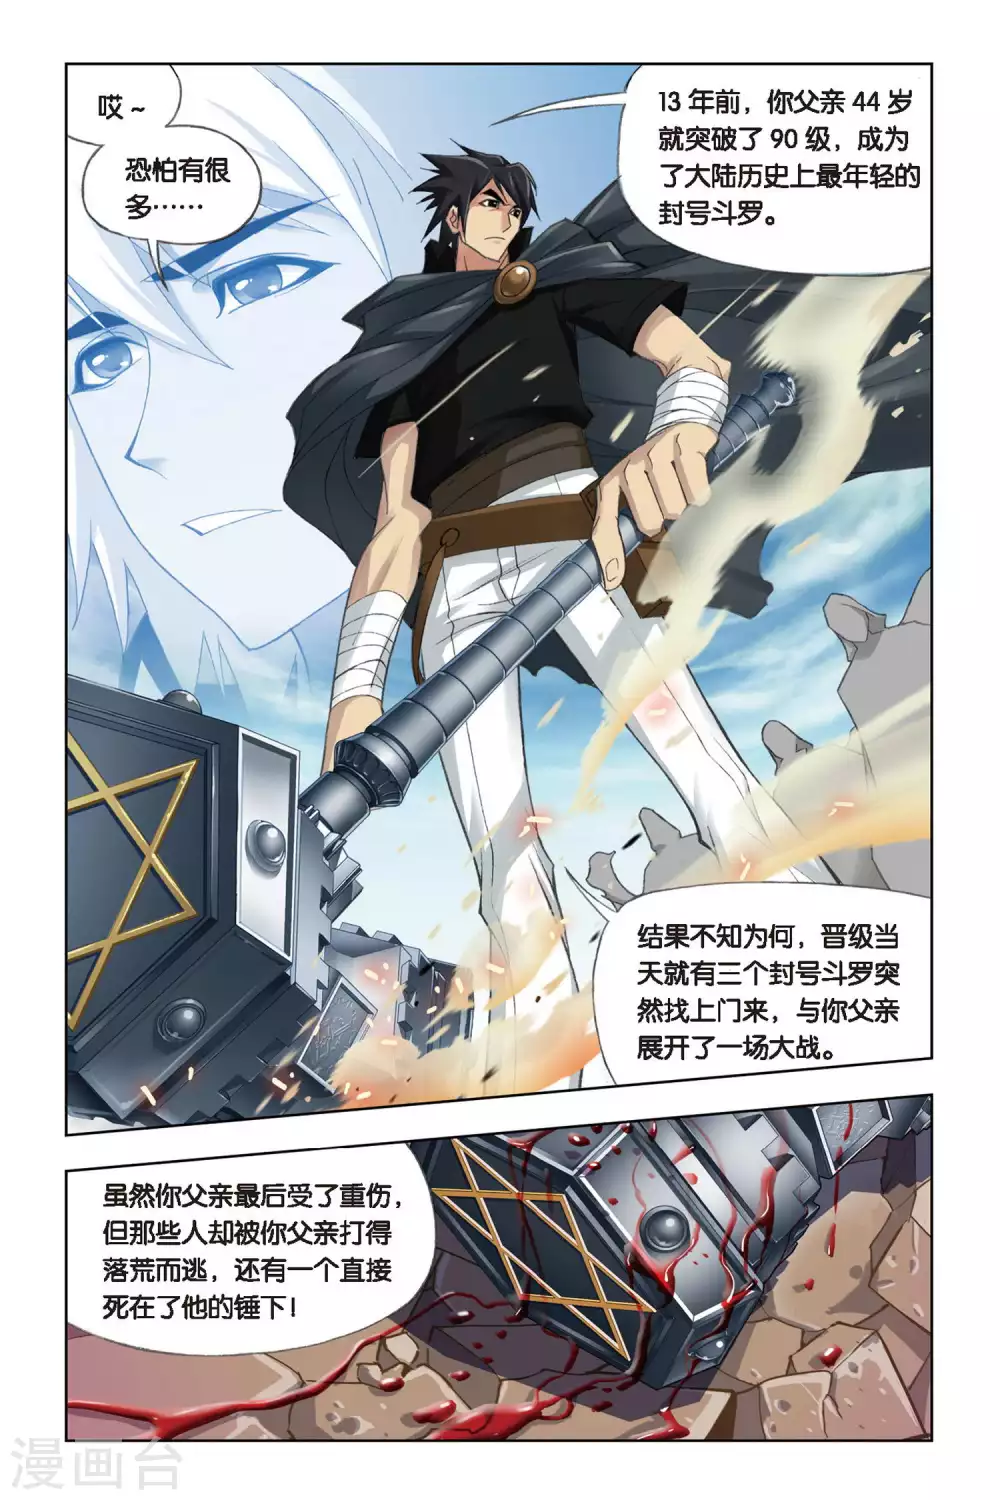 哎～
恐怕有很
多……
13年前，你父亲44岁
就突破了90级，成为
了大陆历史上最年轻的
封号斗罗。
结果不知为何，晋级当
天就有三个封号斗罗突
然找上门来，与你父亲
展开了一场大战。
虽然你父亲最后受了重伤，
但那些人却被你父亲打得
落荒而逃，还有一个直接
死在了他的锤下！
漫画台